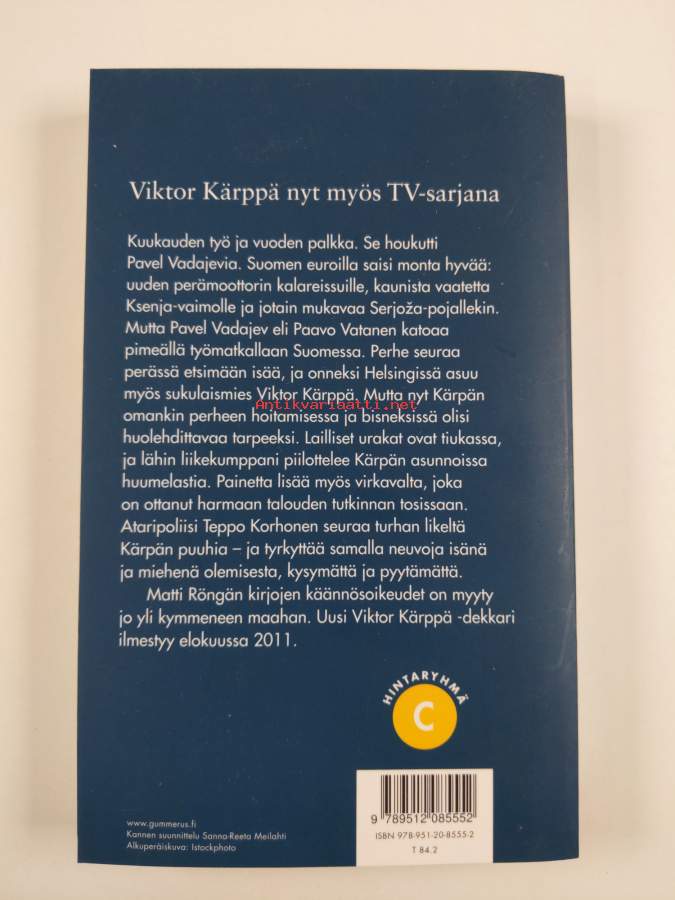 Viktor Kärppä nyt myös TV-sarjana
Kuukauden työ ja vuoden palkka. Se houkutti
Pavel Vadajevia. Suomen euroilla saisi monta hyvää:
uuden perämoottorin kalareissuille, kaunista vaatetta
Ksenja-vaimolle ja jotain mukavaa Serjoža-pojallekin.
Mutta Pavel Vadajev eli Paavo Vatanen katoaa
pimeällä työmatkallaan Suomessa. Perhe seuraa
perässä etsimään isää, ja onneksi Helsingissä asuu
myös sukulaismies Viktor Kärppä. Mutta nyt Kärpän
Antikvariaatti.net
omankin perheen hoitamisessa ja bisneksissä olisi
huolehdittavaa tarpeeksi. Lailliset urakat ovat tiukassa,
ja lähin liikekumppani piilottelee Kärpän asunnoissa
huumelastia. Painetta lisää myös virkavalta, joka
on ottanut harmaan talouden tutkinnan tosissaan.
Ataripoliisi Teppo Korhonen seuraa turhan likeltä
Kärpän puuhia – ja tyrkyttää samalla neuvoja isänä
ja miehenä olemisesta, kysymättä ja pyytämättä.
Matti Röngän kirjojen käännösoikeudet on myyty
jo yli kymmeneen maahan. Uusi Viktor Kärppä -dekkari
ilmestyy elokuussa 2011.
HINTARYHMÄ
C
9 789512 085552
ISBN 978-951-20-8555-2
T 84.2
www.gummerus.fi
Kannen suunnittelu Sanna-Reeta Meilahti
Alkuperäiskuva: Istockphoto